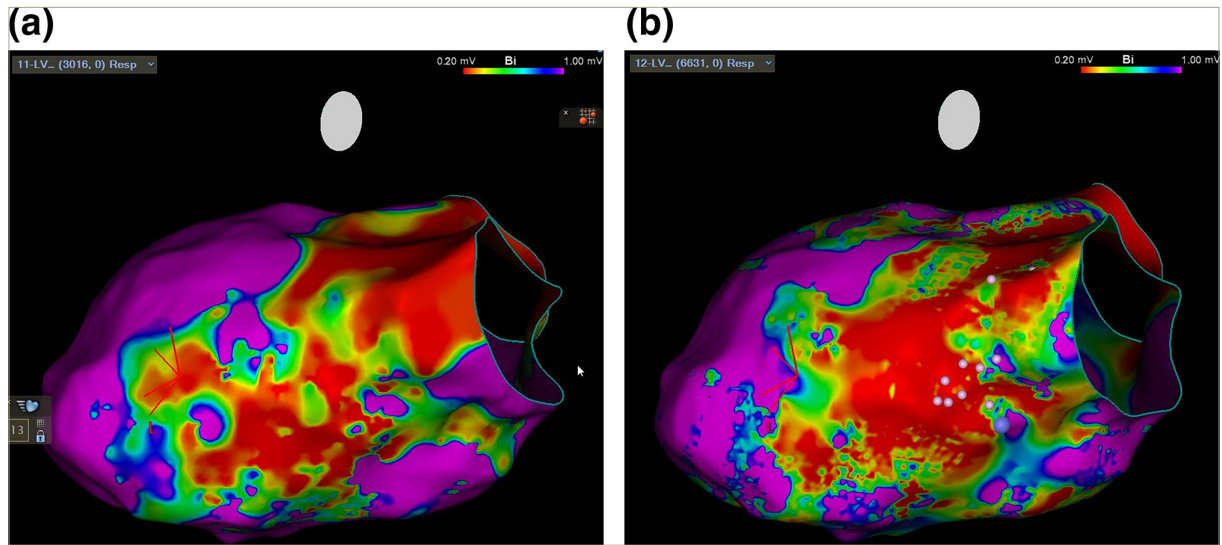 (a)
(b)
11-LV... (3016, 0) Resp
0.20 mV Bi 1.00 mV
13
12-LV... (6631, 0) Resp
0.20 mV Bi 1.00 mV